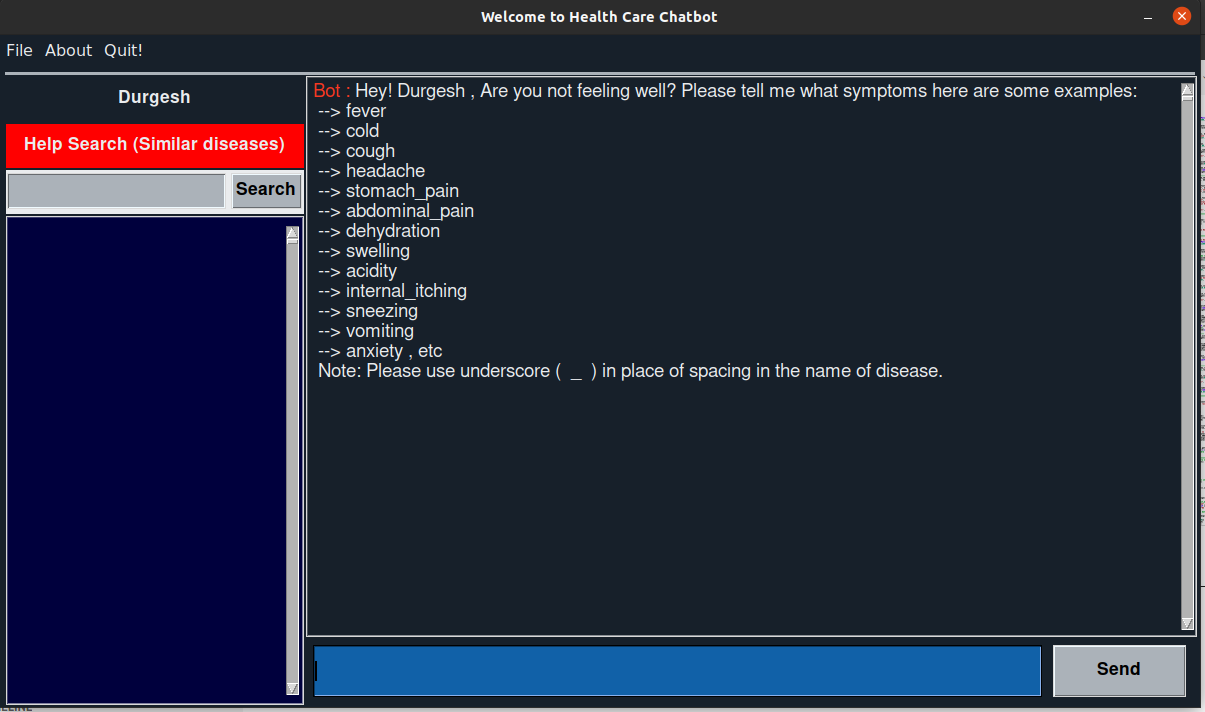 Welcome to Health Care Chatbot
File About Quit!
Durgesh
Help Search (Similar diseases)
Search
Bot : Hey! Durgesh , Are you not feeling well? Please tell me what symptoms here are some examples:
--> fever
--> cold
--> cough
--> headache
--> stomach_pain
--> abdominal_pain
--> dehydration
--> swelling
--> acidity
--> internal_itching
--> sneezing
--> vomiting
--> anxiety , etc
Note: Please use underscore ( _ ) in place of spacing in the name of disease.
Send